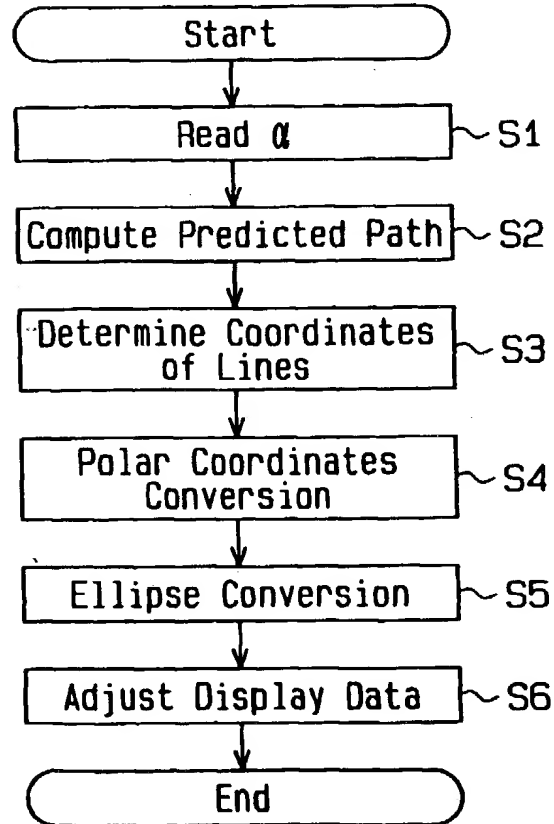 Start
Read α S1
Compute Predicted Path S2
Determine Coordinates
of Lines S3
Polar Coordinates
Conversion S4
Ellipse Conversion S5
Adjust Display Data S6
End